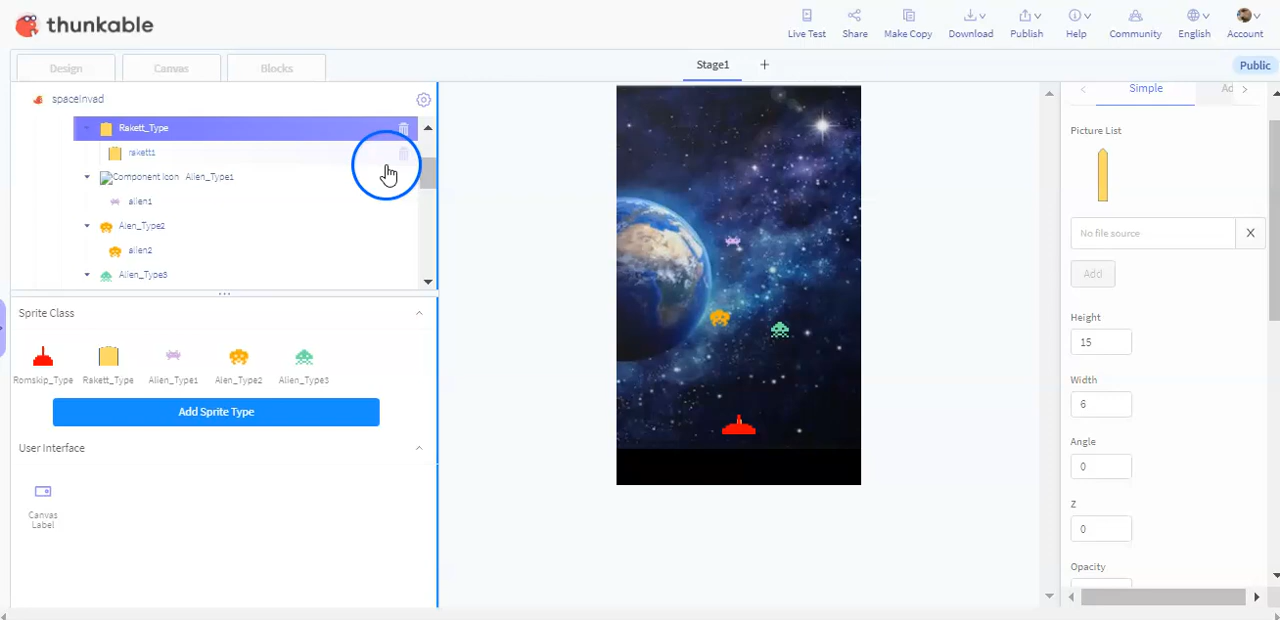 thunkable
Live Test
Share
Make Copy
Download
Publish
Help
Community
English
Account
Design
Canvas
Blocks
Stage1
+
Public
spaceInvad
Rakett_Type
rakett1
Component Icon Alien_Type1
alien1
Alen_Type2
alien2
Alien_Type3
Sprite Class
Romskip_Type
Rakett_Type
Alien_Type1
Alen_Type2
Alien_Type3
Add Sprite Type
User Interface
Canvas
Label
Simple
Picture List
No file source
X
Add
Height
15
Width
6
Angle
0
Z
0
Opacity